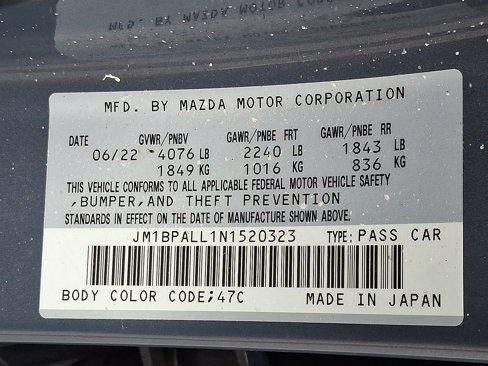 MFD. BY MAZDA MOTOR CORPORATION
DATE GVWR/PNBV GAWR/PNBE FRT GAWR/PNBE RR
06/22 4076 LB 2240 LB 1843 LB
1849 KG 1016 KG 836 KG
THIS VEHICLE CONFORMS TO ALL APPLICABLE FEDERAL MOTOR VEHICLE SAFETY
,BUMPER,AND THEFT PREVENTION
STANDARDS IN EFFECT ON THE DATE OF MANUFACTURE SHOWN ABOVE.
JM1BPALL1N1520323 TYPE: PASS CAR
BODY COLOR CODE;47C MADE IN JAPAN